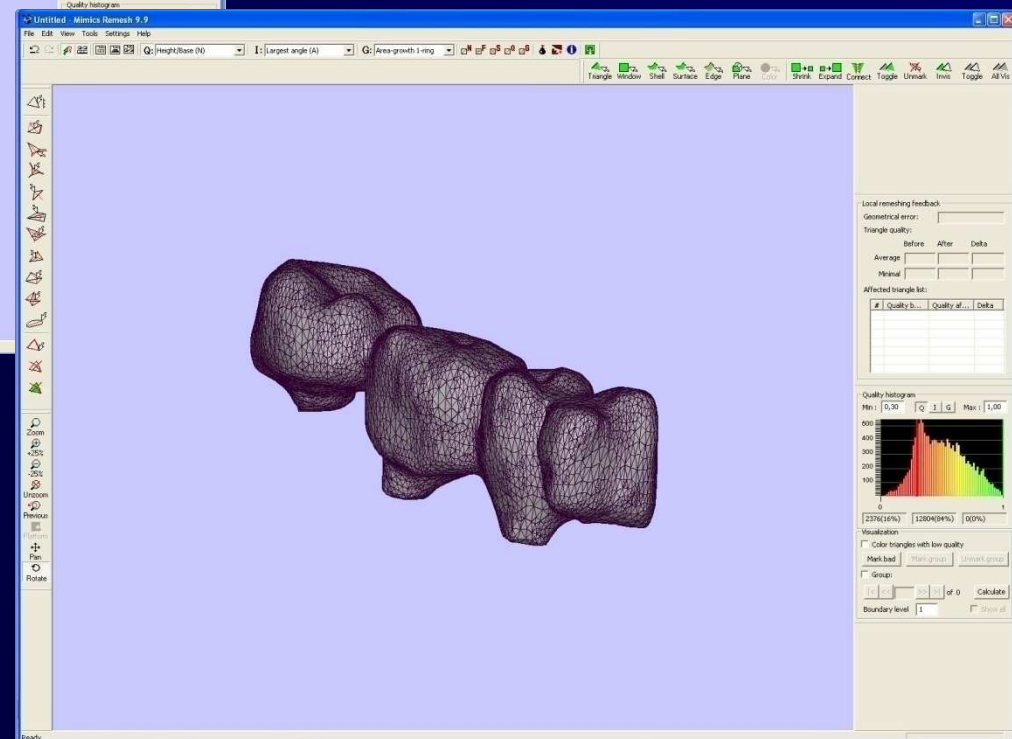 Quality histogram
Untitled - Mimics Remesh 9.9
File Edit View Tools Settings Help
Q: Height/Base (N) I: Largest angle (A) G: Area-growth 1-ring N F S Q B
Triangle Window Shell Surface Edge Plane Color Shrink Expand Connect Toggle Unmark Invis Toggle All Vis
Local remeshing feedback
Geometrical error:
Triangle quality:
Before After Delta
Average
Minimal
Affected triangle list:
# Quality b... Quality af... Delta
Quality histogram
Min : 0,30 Q I G Max : 1,00
600
400
300
200
100
0 1
2376(16%) 12804(84%) 0(0%)
Visualization
Color triangles with low quality
Mark bad Mark group Unmark group
Group:
|< << >> >| of 0 Calculate
Boundary level 1 Show all
Zoom
+25%
-25%
Unzoom
Previous
Platform
Pan
Rotate
Ready